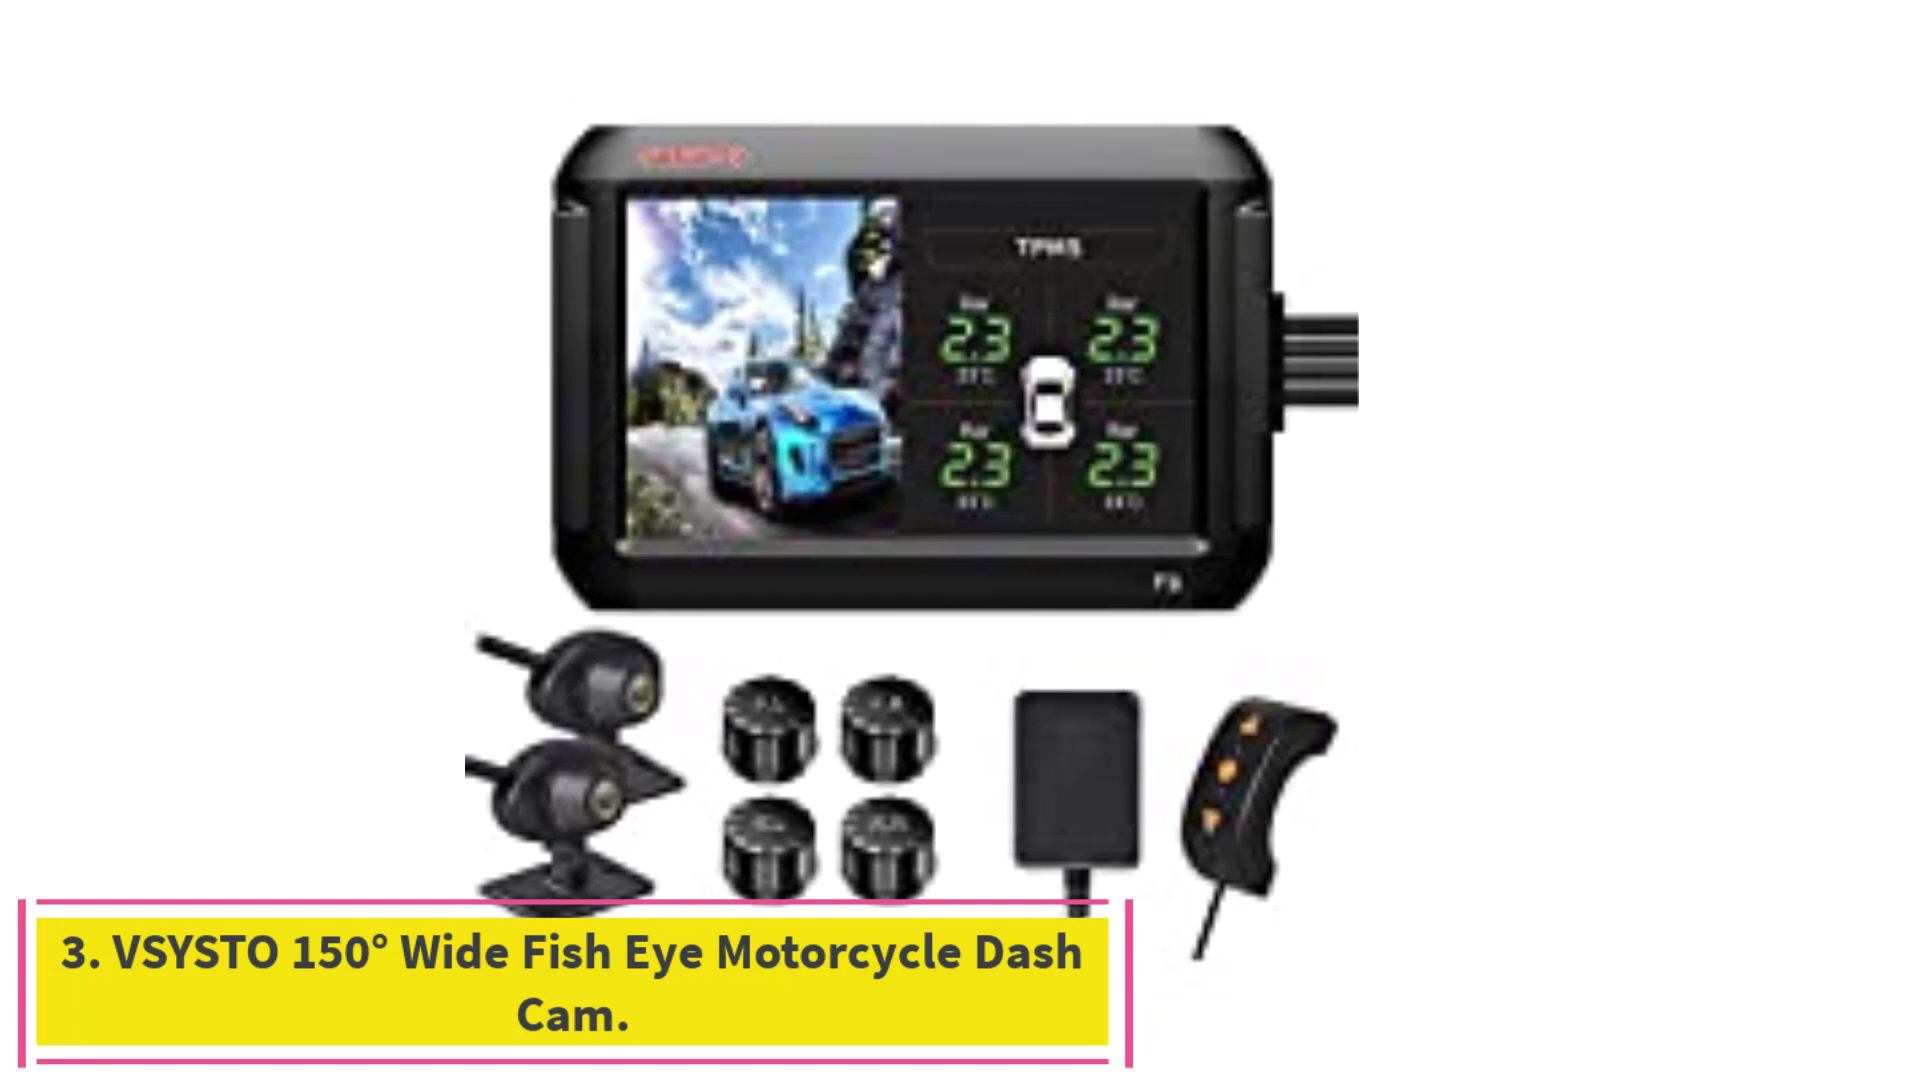 TPMS
2.3 2.3
2.3 2.3
3. VSYSTO 150° Wide Fish Eye Motorcycle Dash
Cam.